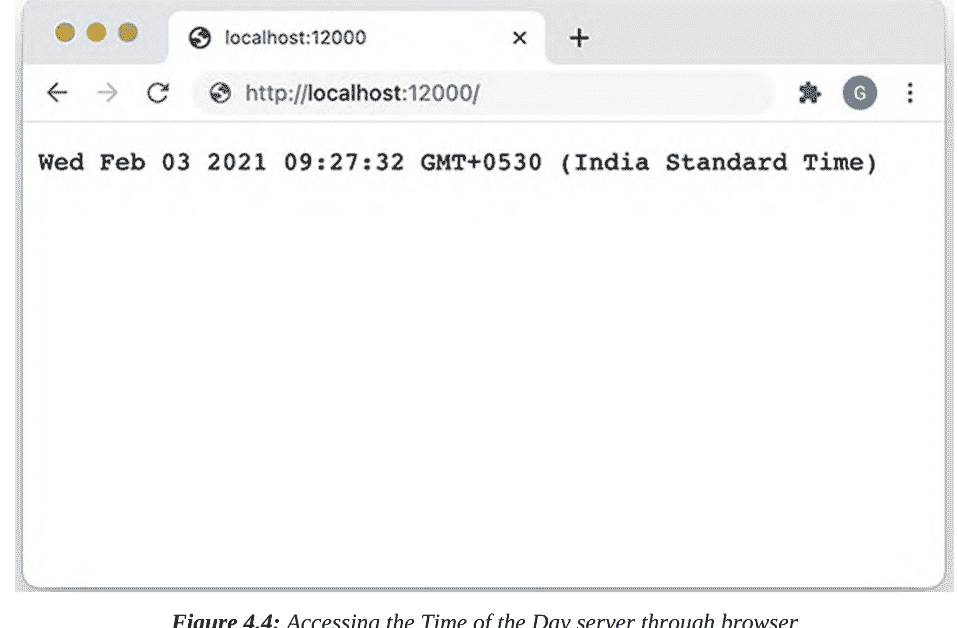 localhost:12000
http://localhost:12000/
G
Wed Feb 03 2021 09:27:32 GMT+0530 (India Standard Time)
Figure 4.4: Accessing the Time of the Day server through browser